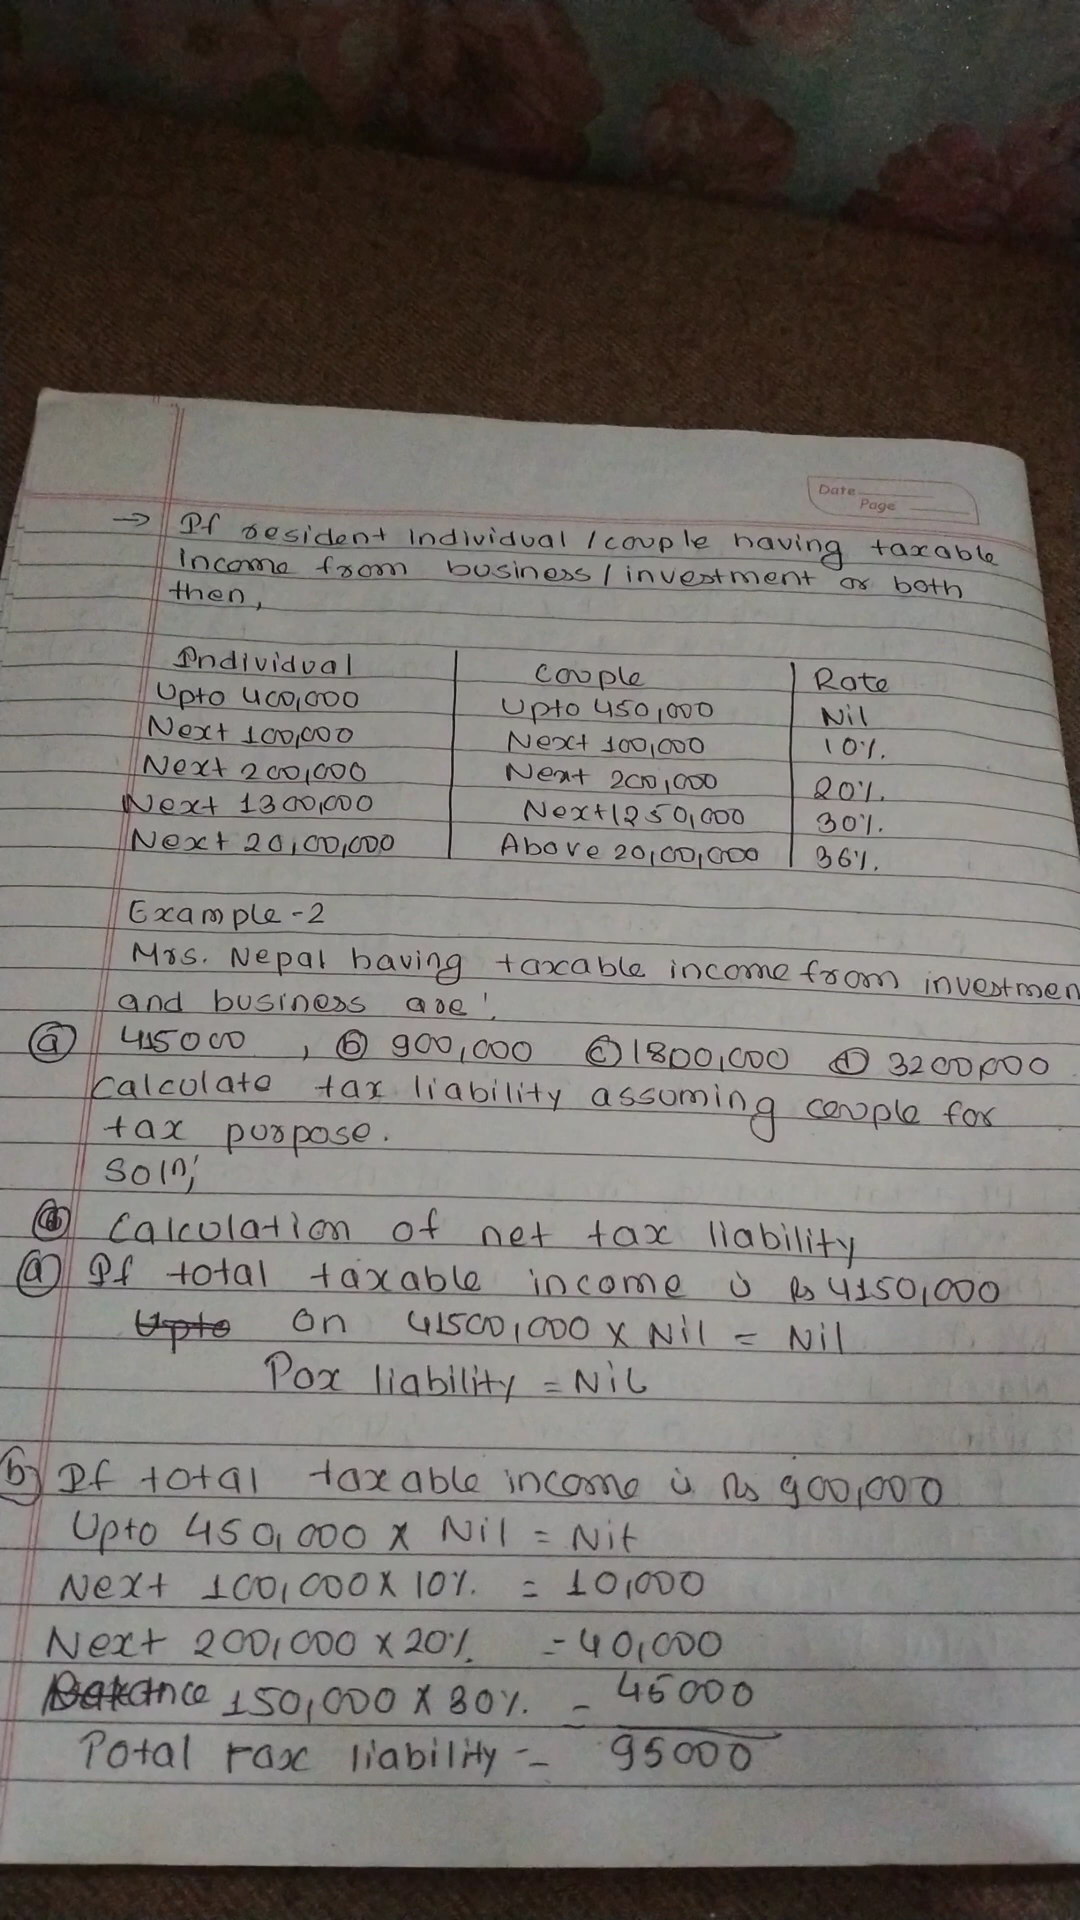 Date
Page
→ If resident individual / couple having taxable
income from business / investment or both
then,
Individual Couple Rate
Upto 400,000 Upto 450,000 Nil
Next 100,000 Next 100,000 10%.
Next 200,000 Next 200,000 20%.
Next 1300,000 Next 1250,000 30%.
Next 20,00,000 Above 20,00,000 36%.
Example-2
Mrs. Nepal having taxable income from investmen
and business are:
(a) 415000 , (b) 900,000 (c) 1800,000 (d) 3200,000
calculate tax liability assuming couple for
tax purpose.
Soln;
Calculation of net tax liability
(a) If total taxable income is Rs 4150,000
Upto on 41500,000 x Nil = Nil
Tax liability = Nil
(b) If total taxable income is Rs 900,000
Upto 450,000 x Nil = Nil
Next 100,000 x 10%. = 10,000
Next 200,000 x 20%. = 40,000
Balance 150,000 x 30%. = 45000
Total tax liability = 95000